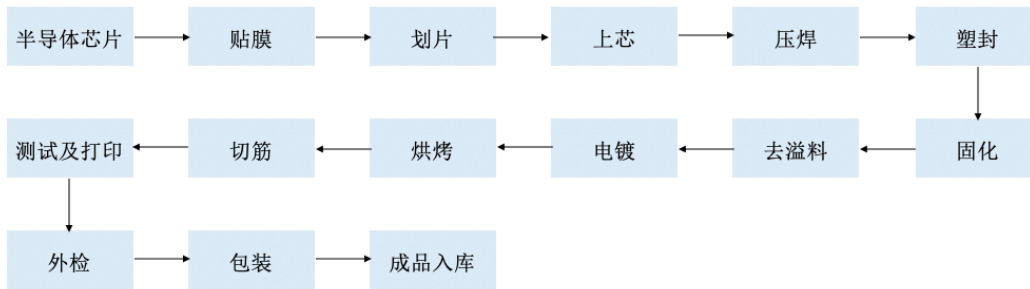 半导体芯片 贴膜 划片 上芯 压焊 塑封
测试及打印 切筋 烘烤 电镀 去溢料 固化
外检 包装 成品入库